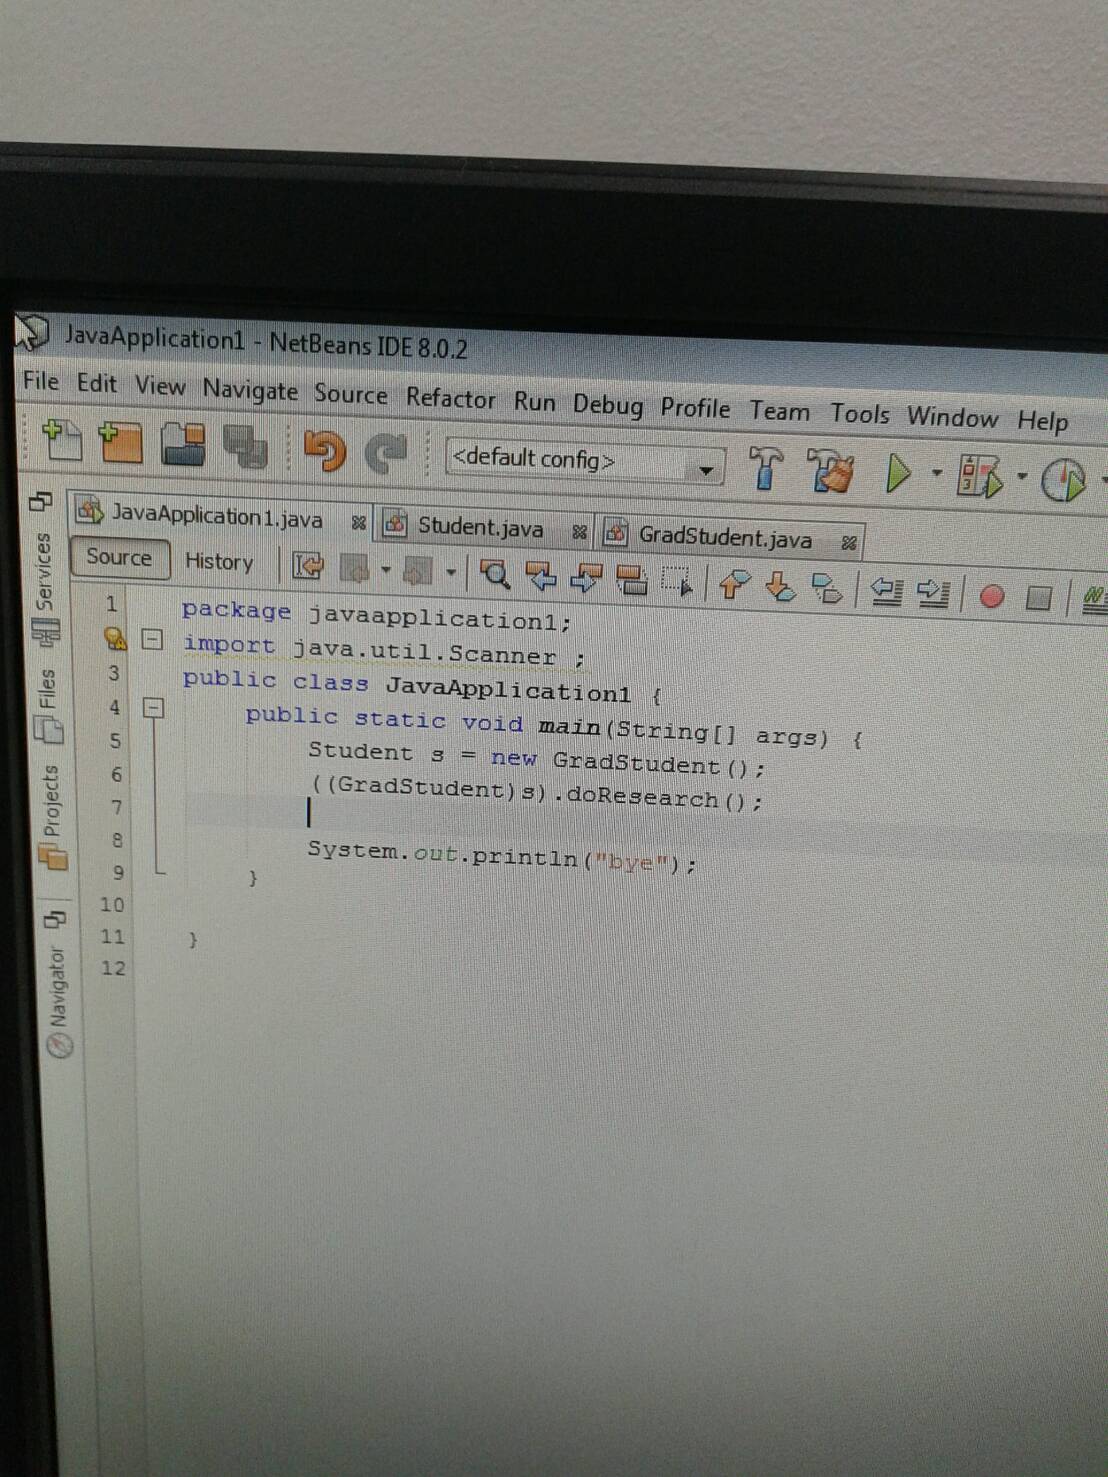 JavaApplication1 - NetBeans IDE 8.0.2
File Edit View Navigate Source Refactor Run Debug Profile Team Tools Window Help
<default config>
JavaApplication1.java Student.java GradStudent.java
Source History
Services
Files
Projects
Navigator
1 package javaapplication1;
import java.util.Scanner ;
3 public class JavaApplication1 {
4 public static void main(String[] args) {
5 Student s = new GradStudent();
6 ((GradStudent)s).doResearch();
7
8 System.out.println("bye");
9 }
10
11 }
12